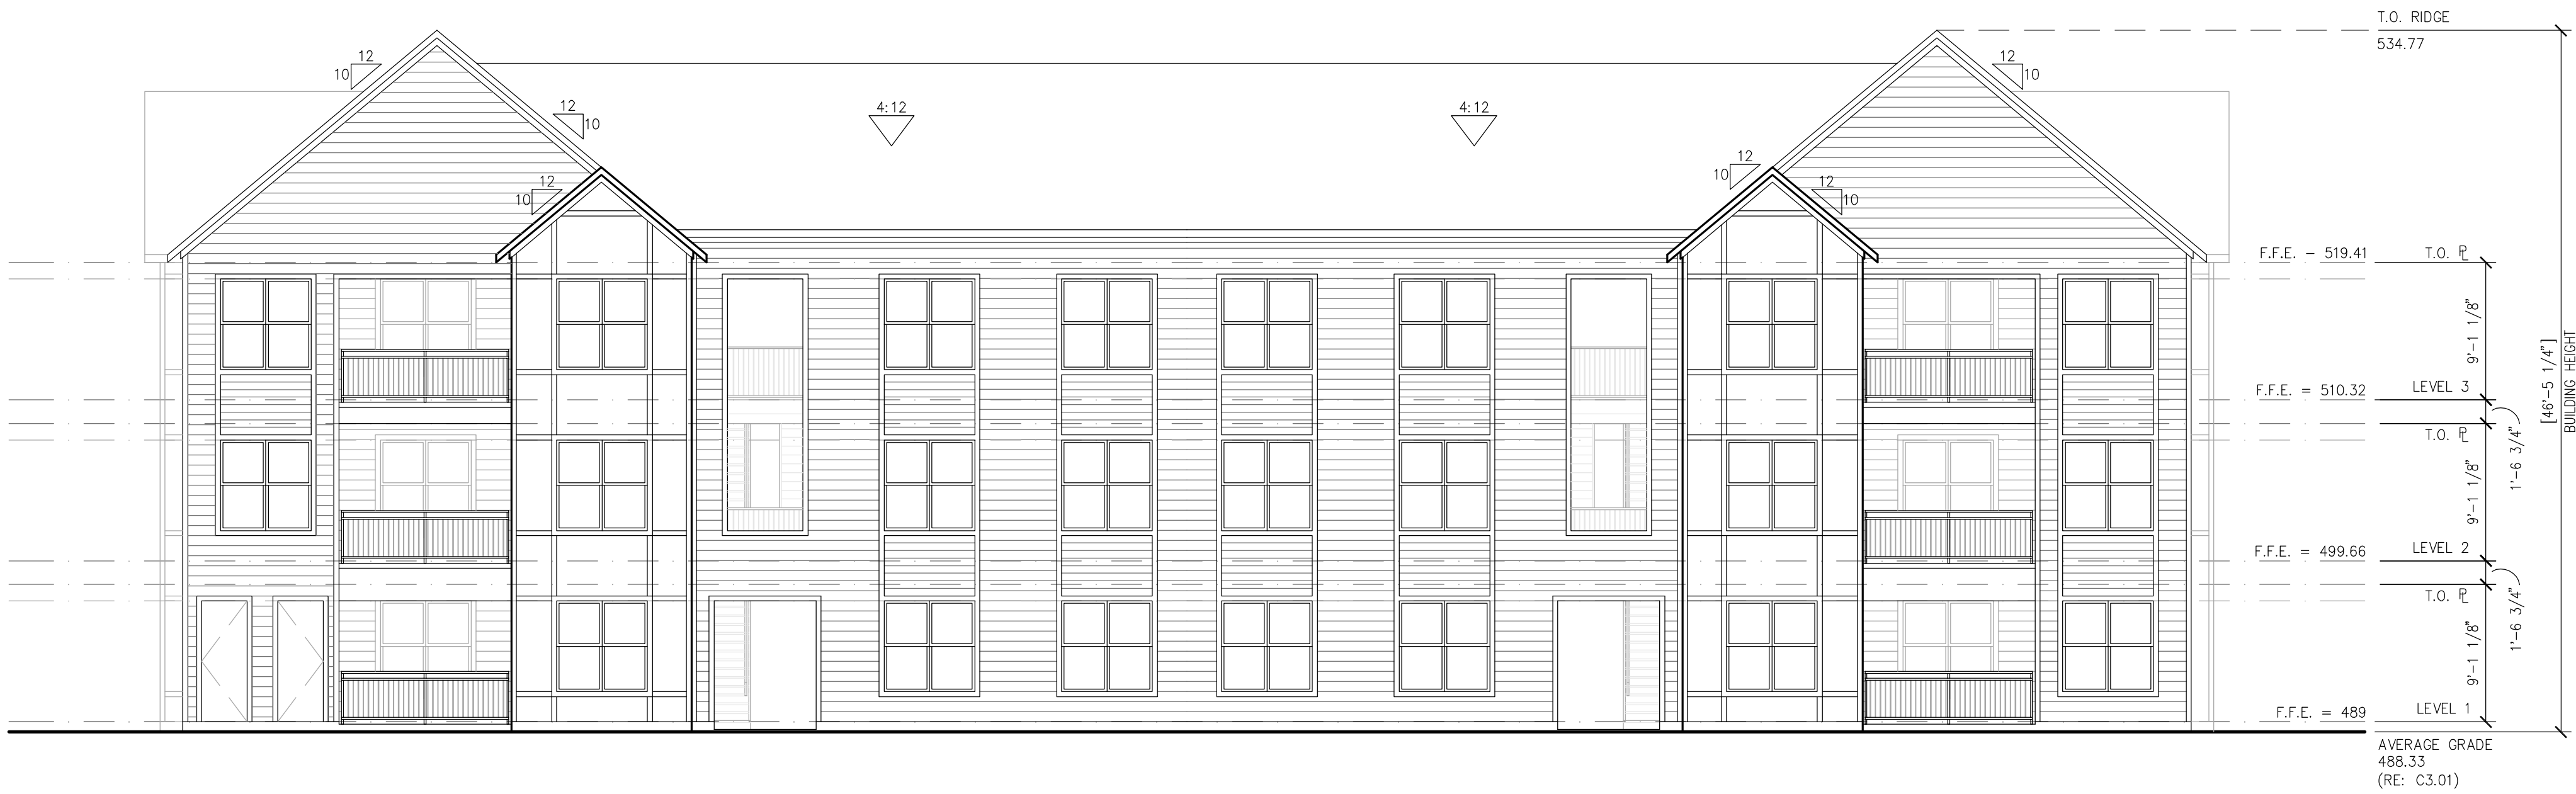 T.O. RIDGE
534.77
12
10
12
10
12
10
4:12
4:12
12
10
12
10
12
10
F.F.E. – 519.41
T.O. PL
9'–1 1/8"
[46'–5 1/4"]
BUILDING HEIGHT
F.F.E. = 510.32
LEVEL 3
T.O. PL
1'–6 3/4"
9'–1 1/8"
F.F.E. = 499.66
LEVEL 2
T.O. PL
1'–6 3/4"
9'–1 1/8"
F.F.E. = 489
LEVEL 1
AVERAGE GRADE
488.33
(RE: C3.01)